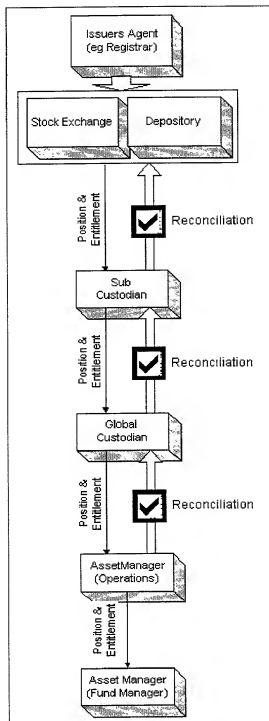 Issuers Agent
(eg Registrar)
Stock Exchange
Depository
Position &
Entitlement
Reconciliation
Sub
Custodian
Position &
Entitlement
Reconciliation
Global
Custodian
Position &
Entitlement
Reconciliation
AssetManager
(Operations)
Position &
Entitlement
Asset Manager
(Fund Manager)